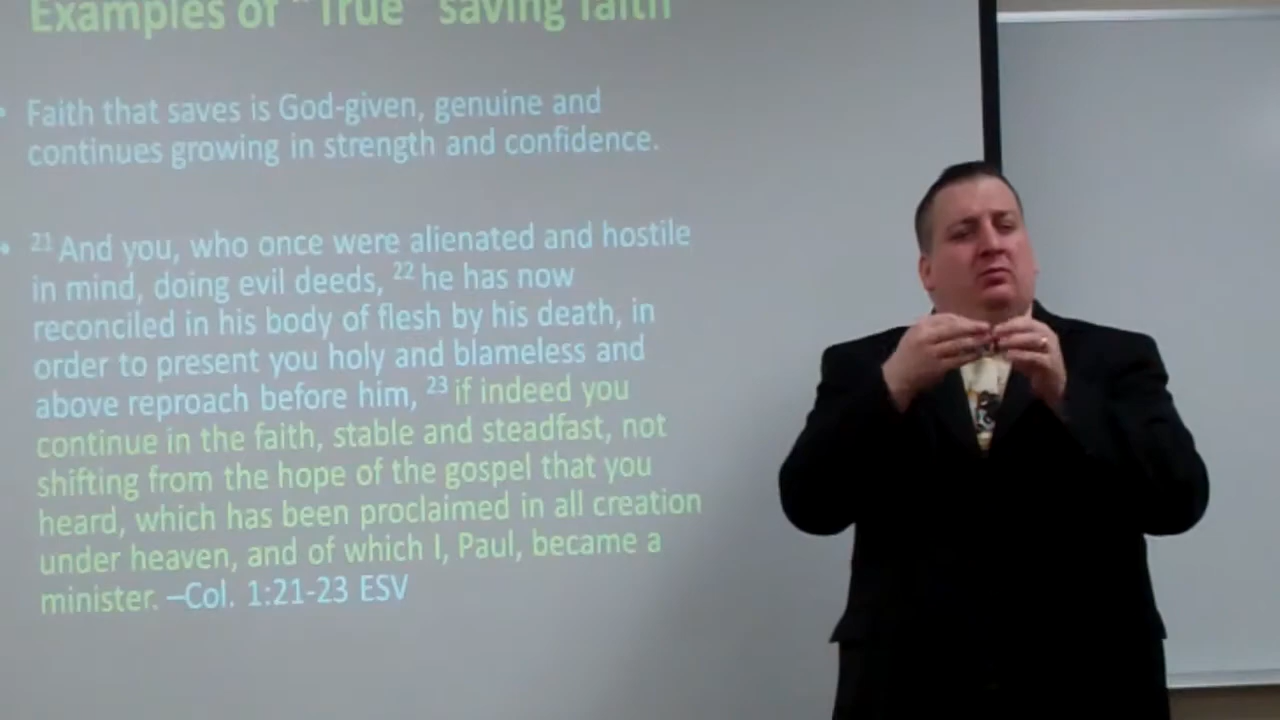 Examples of "True" saving faith
• Faith that saves is God-given, genuine and
continues growing in strength and confidence.
• 21 And you, who once were alienated and hostile
in mind, doing evil deeds, 22 he has now
reconciled in his body of flesh by his death, in
order to present you holy and blameless and
above reproach before him, 23 if indeed you
continue in the faith, stable and steadfast, not
shifting from the hope of the gospel that you
heard, which has been proclaimed in all creation
under heaven, and of which I, Paul, became a
minister. –Col. 1:21-23 ESV